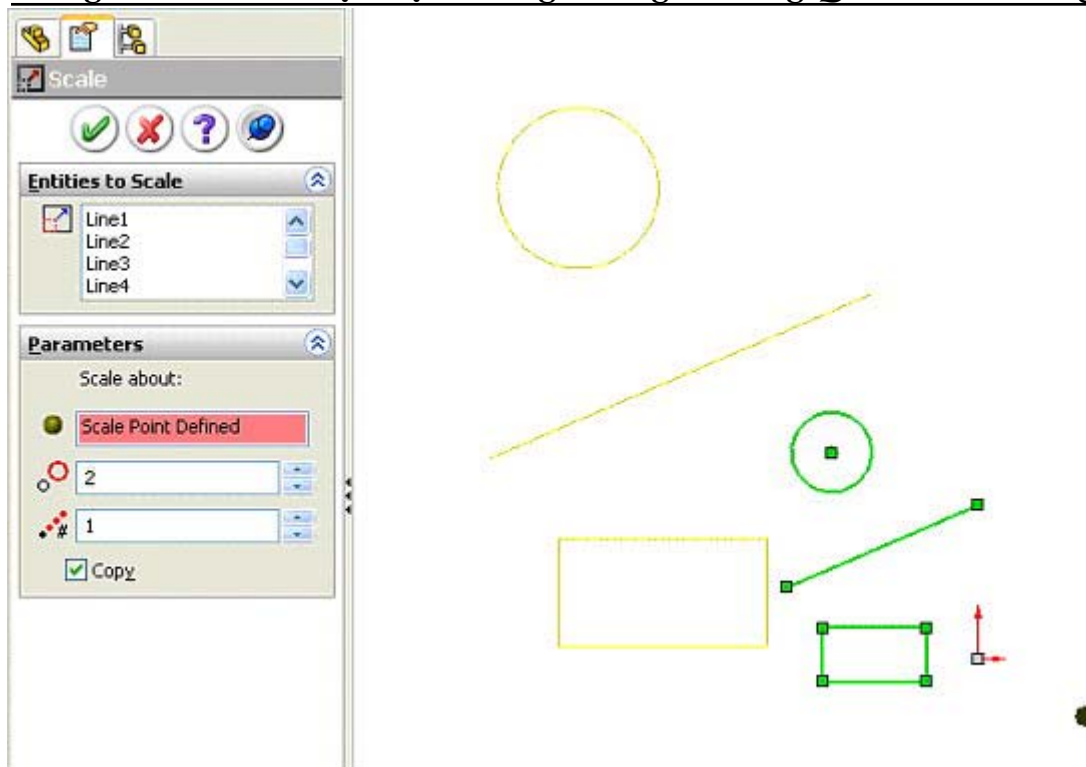 Scale
?
Entities to Scale
Line1
Line2
Line3
Line4
Parameters
Scale about:
Scale Point Defined
2
# 1
Copy